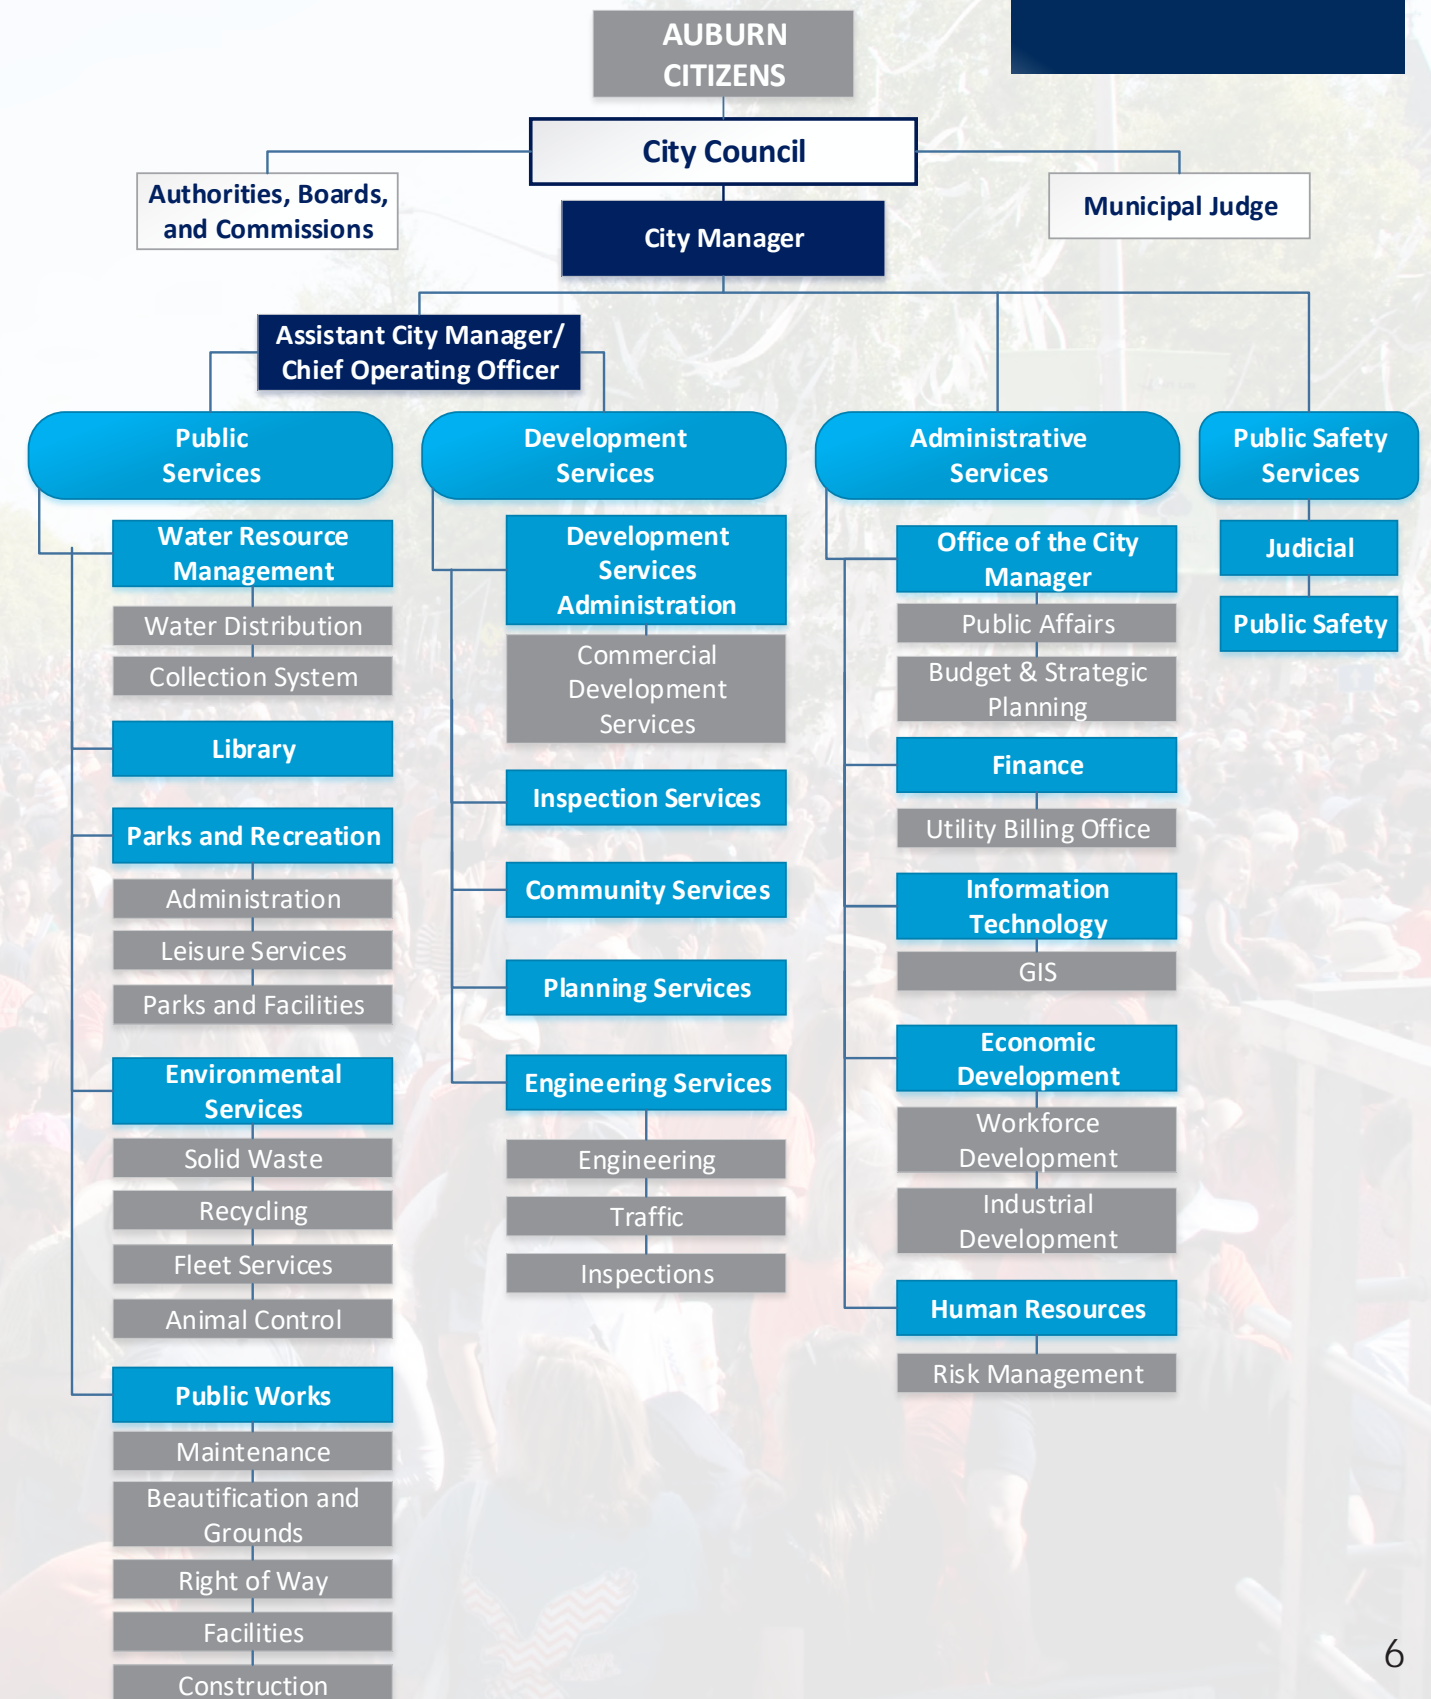 AUBURN
CITIZENS
City Council
Authorities, Boards,
and Commissions
Municipal Judge
City Manager
Assistant City Manager/
Chief Operating Officer
Public
Services
Water Resource
Management
Water Distribution
Collection System
Library
Parks and Recreation
Administration
Leisure Services
Parks and Facilities
Environmental
Services
Solid Waste
Recycling
Fleet Services
Animal Control
Public Works
Maintenance
Beautification and
Grounds
Right of Way
Facilities
Construction
Development
Services
Development
Services
Administration
Commercial
Development
Services
Inspection Services
Community Services
Planning Services
Engineering Services
Engineering
Traffic
Inspections
Administrative
Services
Office of the City
Manager
Public Affairs
Budget & Strategic
Planning
Finance
Utility Billing Office
Information
Technology
GIS
Economic
Development
Workforce
Development
Industrial
Development
Human Resources
Risk Management
Public Safety
Services
Judicial
Public Safety
6